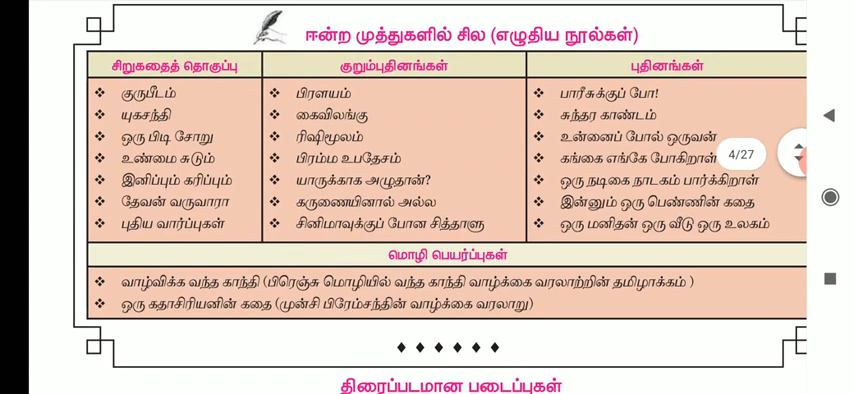 ஈன்ற முத்துகளில் சில (எழுதிய நூல்கள்)
சிறுகதைத் தொகுப்பு
❖ குருபீடம்
❖ யுகசந்தி
❖ ஒரு பிடி சோறு
❖ உண்மை சுடும்
❖ இனிப்பும் கரிப்பும்
❖ தேவன் வருவாரா
❖ புதிய வார்ப்புகள்
குறும்புதினங்கள்
❖ பிரளயம்
❖ கைவிலங்கு
❖ ரிஷிமூலம்
❖ பிரம்ம உபதேசம்
❖ யாருக்காக அழுதான்?
❖ கருணையினால் அல்ல
❖ சினிமாவுக்குப் போன சித்தாளு
புதினங்கள்
❖ பாரீசுக்குப் போ!
❖ சுந்தர காண்டம்
❖ உன்னைப் போல் ஒருவன்
❖ கங்கை எங்கே போகிறாள்
❖ ஒரு நடிகை நாடகம் பார்க்கிறாள்
❖ இன்னும் ஒரு பெண்ணின் கதை
❖ ஒரு மனிதன் ஒரு வீடு ஒரு உலகம்
4/27
மொழி பெயர்ப்புகள்
❖ வாழ்விக்க வந்த காந்தி (பிரெஞ்சு மொழியில் வந்த காந்தி வாழ்க்கை வரலாற்றின் தமிழாக்கம் )
❖ ஒரு கதாசிரியனின் கதை (முன்சி பிரேம்சந்தின் வாழ்க்கை வரலாறு)
திரைப்படமான படைப்புகள்